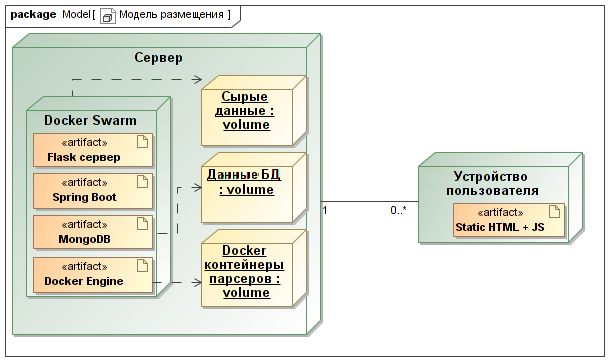 package Model [ Модель размещения ]
Сервер
Docker Swarm
«artifact»
Flask сервер
«artifact»
Spring Boot
«artifact»
MongoDB
«artifact»
Docker Engine
Сырые
данные :
volume
Данные БД
: volume
Docker
контейнеры
парсеров :
volume
1
0..*
Устройство
пользователя
«artifact»
Static HTML + JS